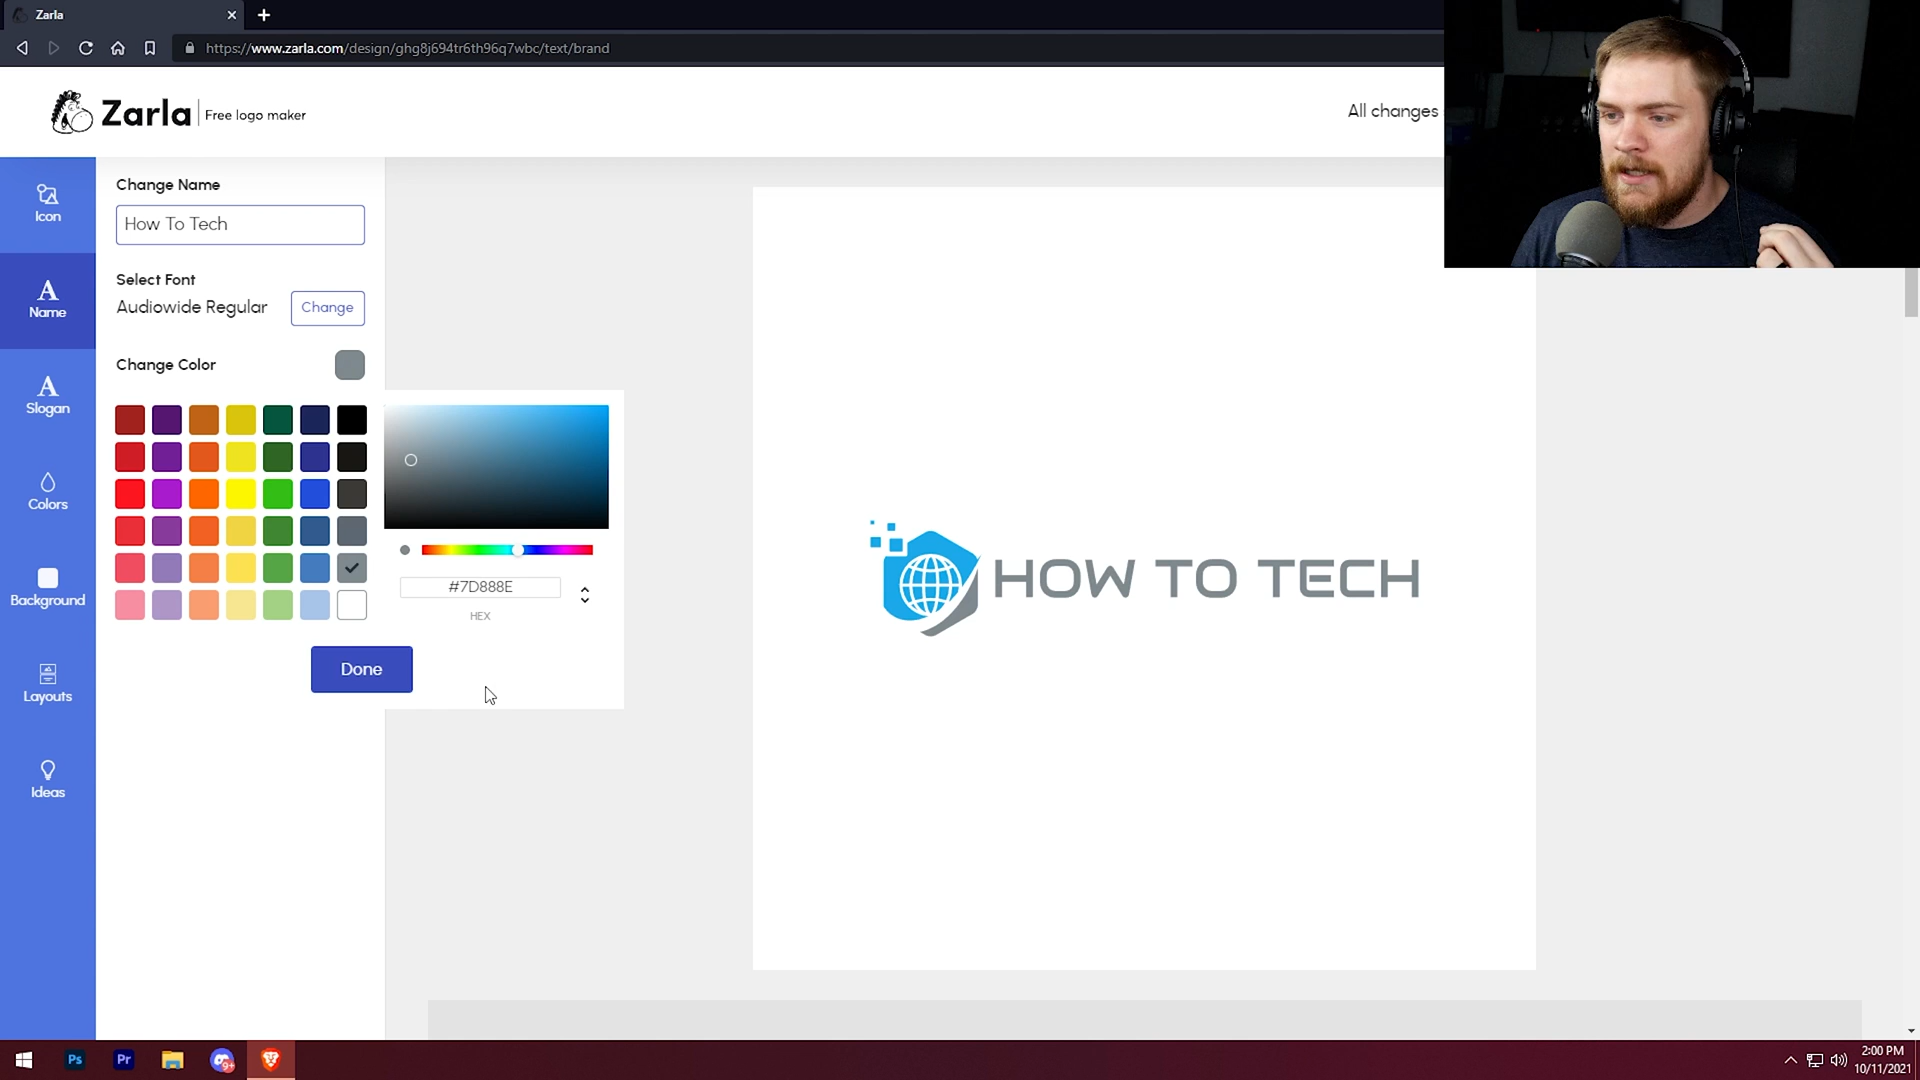 Zarla
https://www.zarla.com/design/ghg8j694tr6th96q7wbc/text/brand
Zarla Free logo maker
All changes
Icon
Name
Slogan
Colors
Background
Layouts
Ideas
Change Name
How To Tech
Select Font
Audiowide Regular
Change
Change Color
#7D888E
HEX
Done
HOW TO TECH
Ps
Pr
9+
2:00 PM
10/11/2021